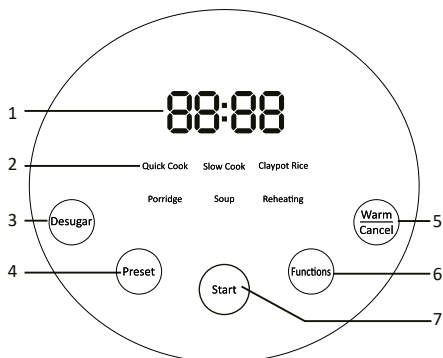 1
88:88
2
Quick Cook Slow Cook Claypot Rice
Porridge Soup Reheating
3
Desugar
Warm
Cancel
5
4
Preset
Start
Functions
6
7